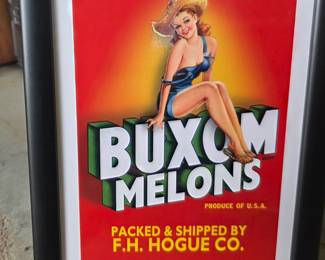 BUXOM
MELONS
PRODUCE OF U.S.A.
PACKED & SHIPPED BY
F.H. HOGUE CO.